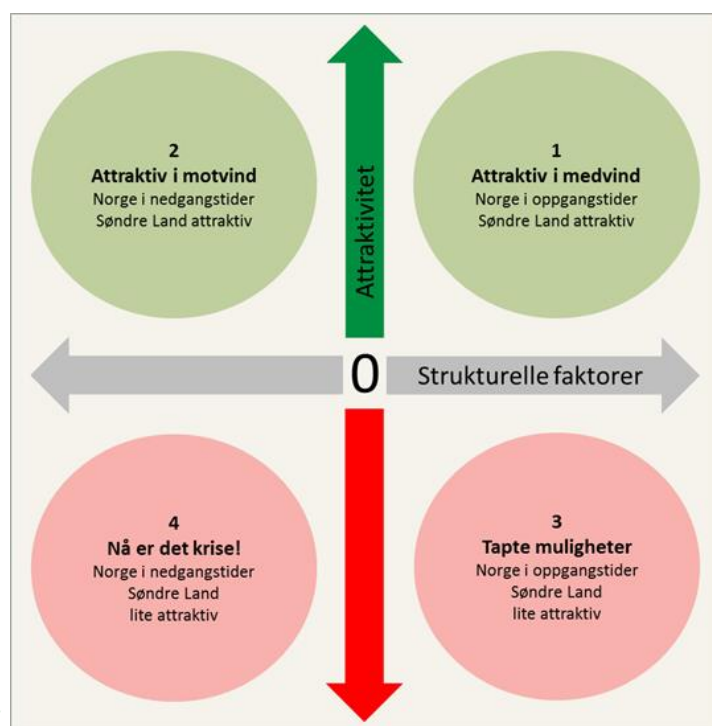 2
Attraktiv i motvind
Norge i nedgangstider
Søndre Land attraktiv
1
Attraktiv i medvind
Norge i oppgangstider
Søndre Land attraktiv
Attraktivitet
0
Strukturelle faktorer
4
Nå er det krise!
Norge i nedgangstider
Søndre Land
lite attraktiv
3
Tapte muligheter
Norge i oppgangstider
Søndre Land
lite attraktiv